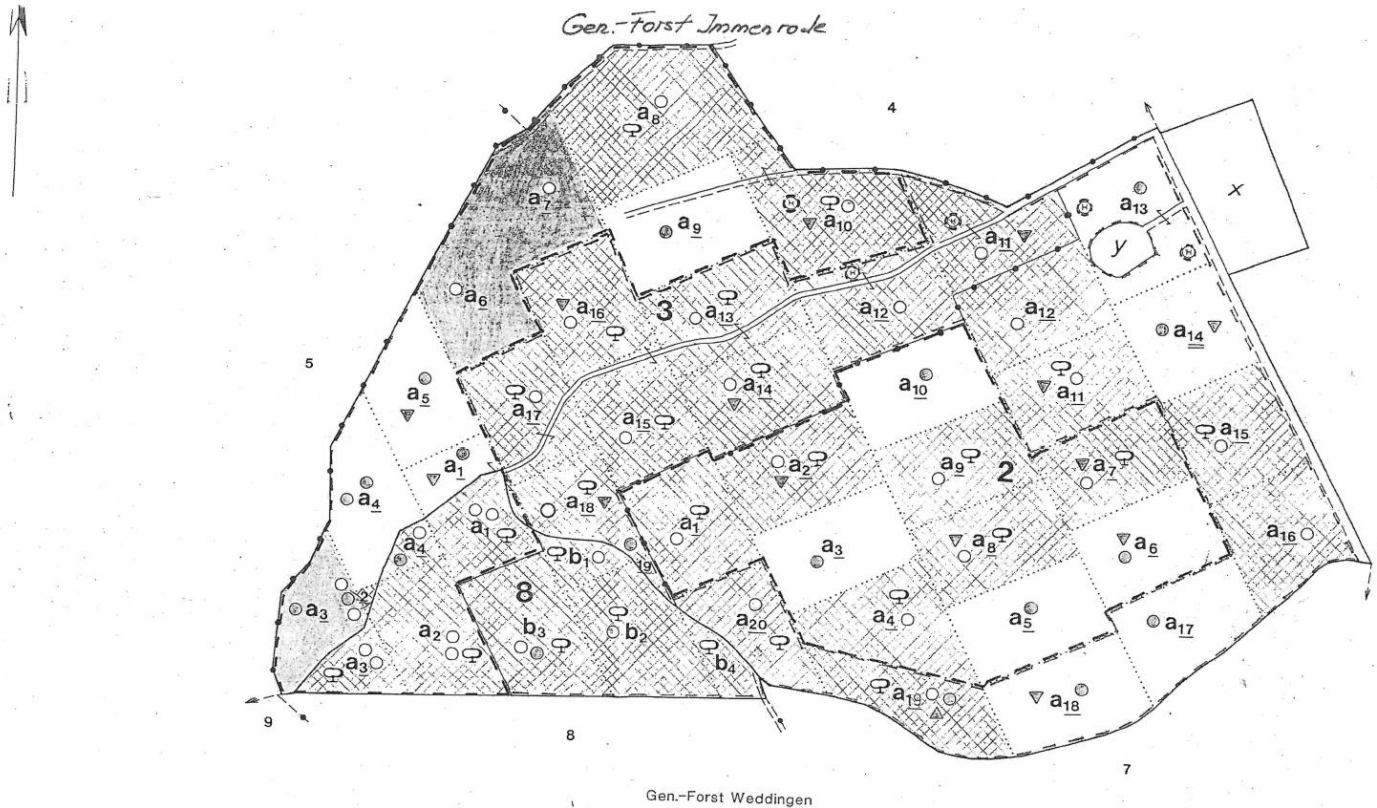 Gen.-Forst Immenrode
4
a8
a7
x
a13
a9
a10
y
a11
a6
3
a16
a13
a12
a12
a14
5
a5
a17
a14
a10
a11
a15
a15
a1
a2
a9
2
a7
a4
a18
a1
a1
a3
a8
a6
a16
a4
b1
19
8
a3
a2
a2
b3
b2
a20
a4
a5
a17
a3
b4
a19
a18
9
8
7
Gen.-Forst Weddingen